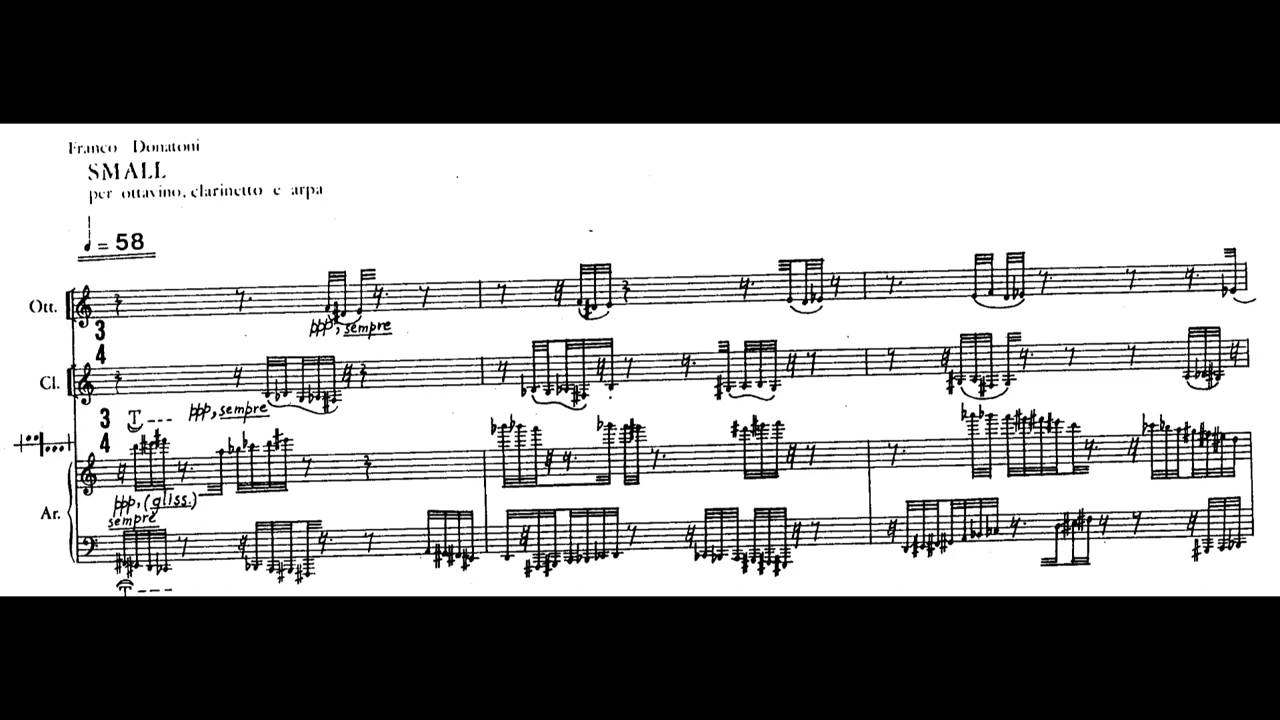 Franco Donatoni
SMALL
per ottavino, clarinetto e arpa
♩ = 58
Ott.
3
4
ppp, sempre
Cl.
3
4
ppp, sempre
Ar.
ppp, (gliss.)
sempre